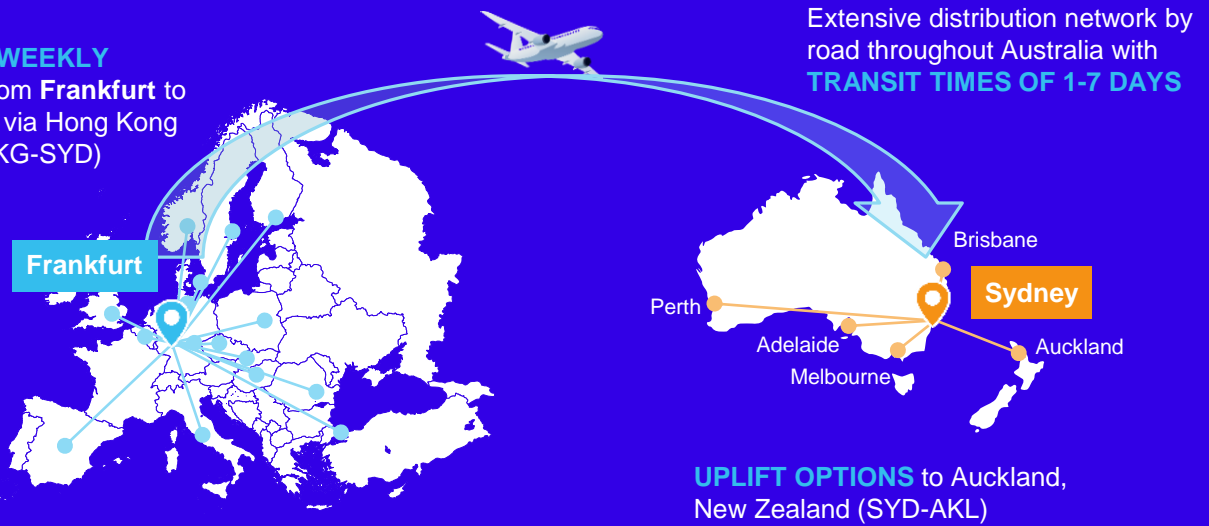 WEEKLY
om Frankfurt to
via Hong Kong
KG-SYD)
Extensive distribution network by
road throughout Australia with
TRANSIT TIMES OF 1-7 DAYS
Frankfurt
Brisbane
Sydney
Perth
Adelaide
Auckland
Melbourne
UPLIFT OPTIONS to Auckland,
New Zealand (SYD-AKL)